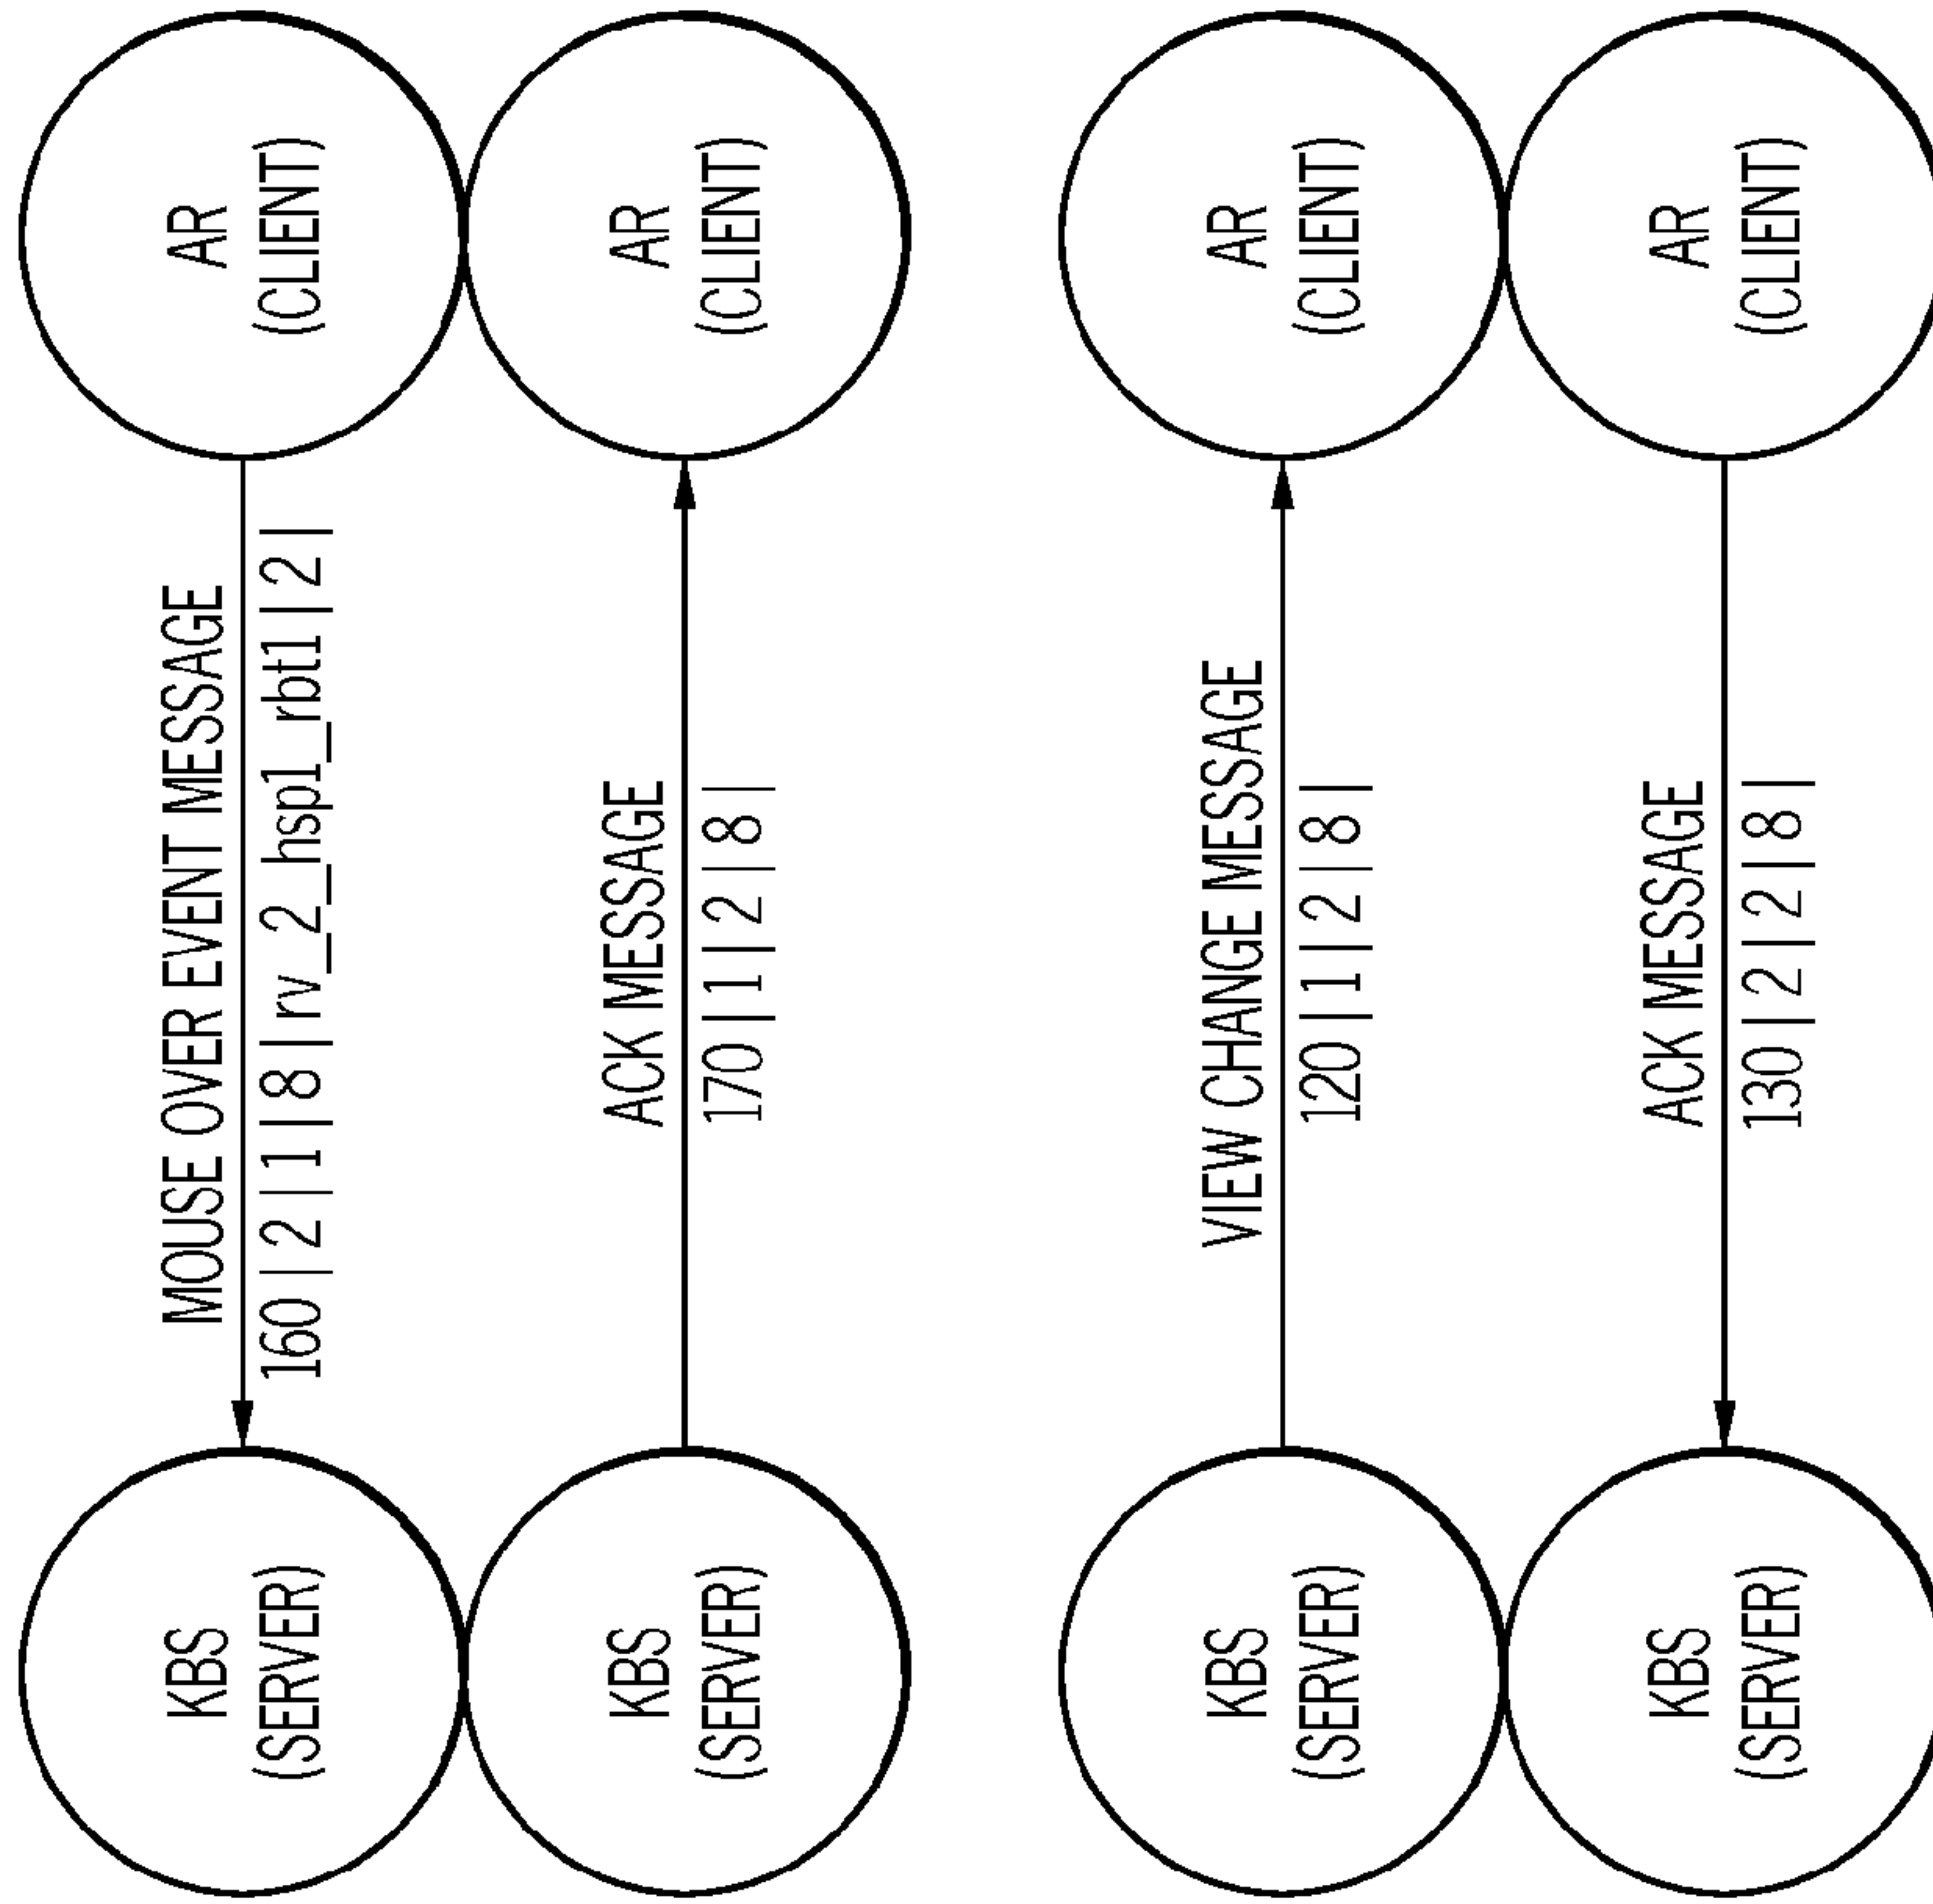 KBS
(SERVER)
MOUSE OVER EVENT MESSAGE
160|2|1|8|rv_2_hsp1_rbt1|2|
AR
(CLIENT)
KBS
(SERVER)
ACK MESSAGE
170|1|2|8|
AR
(CLIENT)
KBS
(SERVER)
VIEW CHANGE MESSAGE
120|1|2|8|
AR
(CLIENT)
KBS
(SERVER)
ACK MESSAGE
130|2|2|8|
AR
(CLIENT)